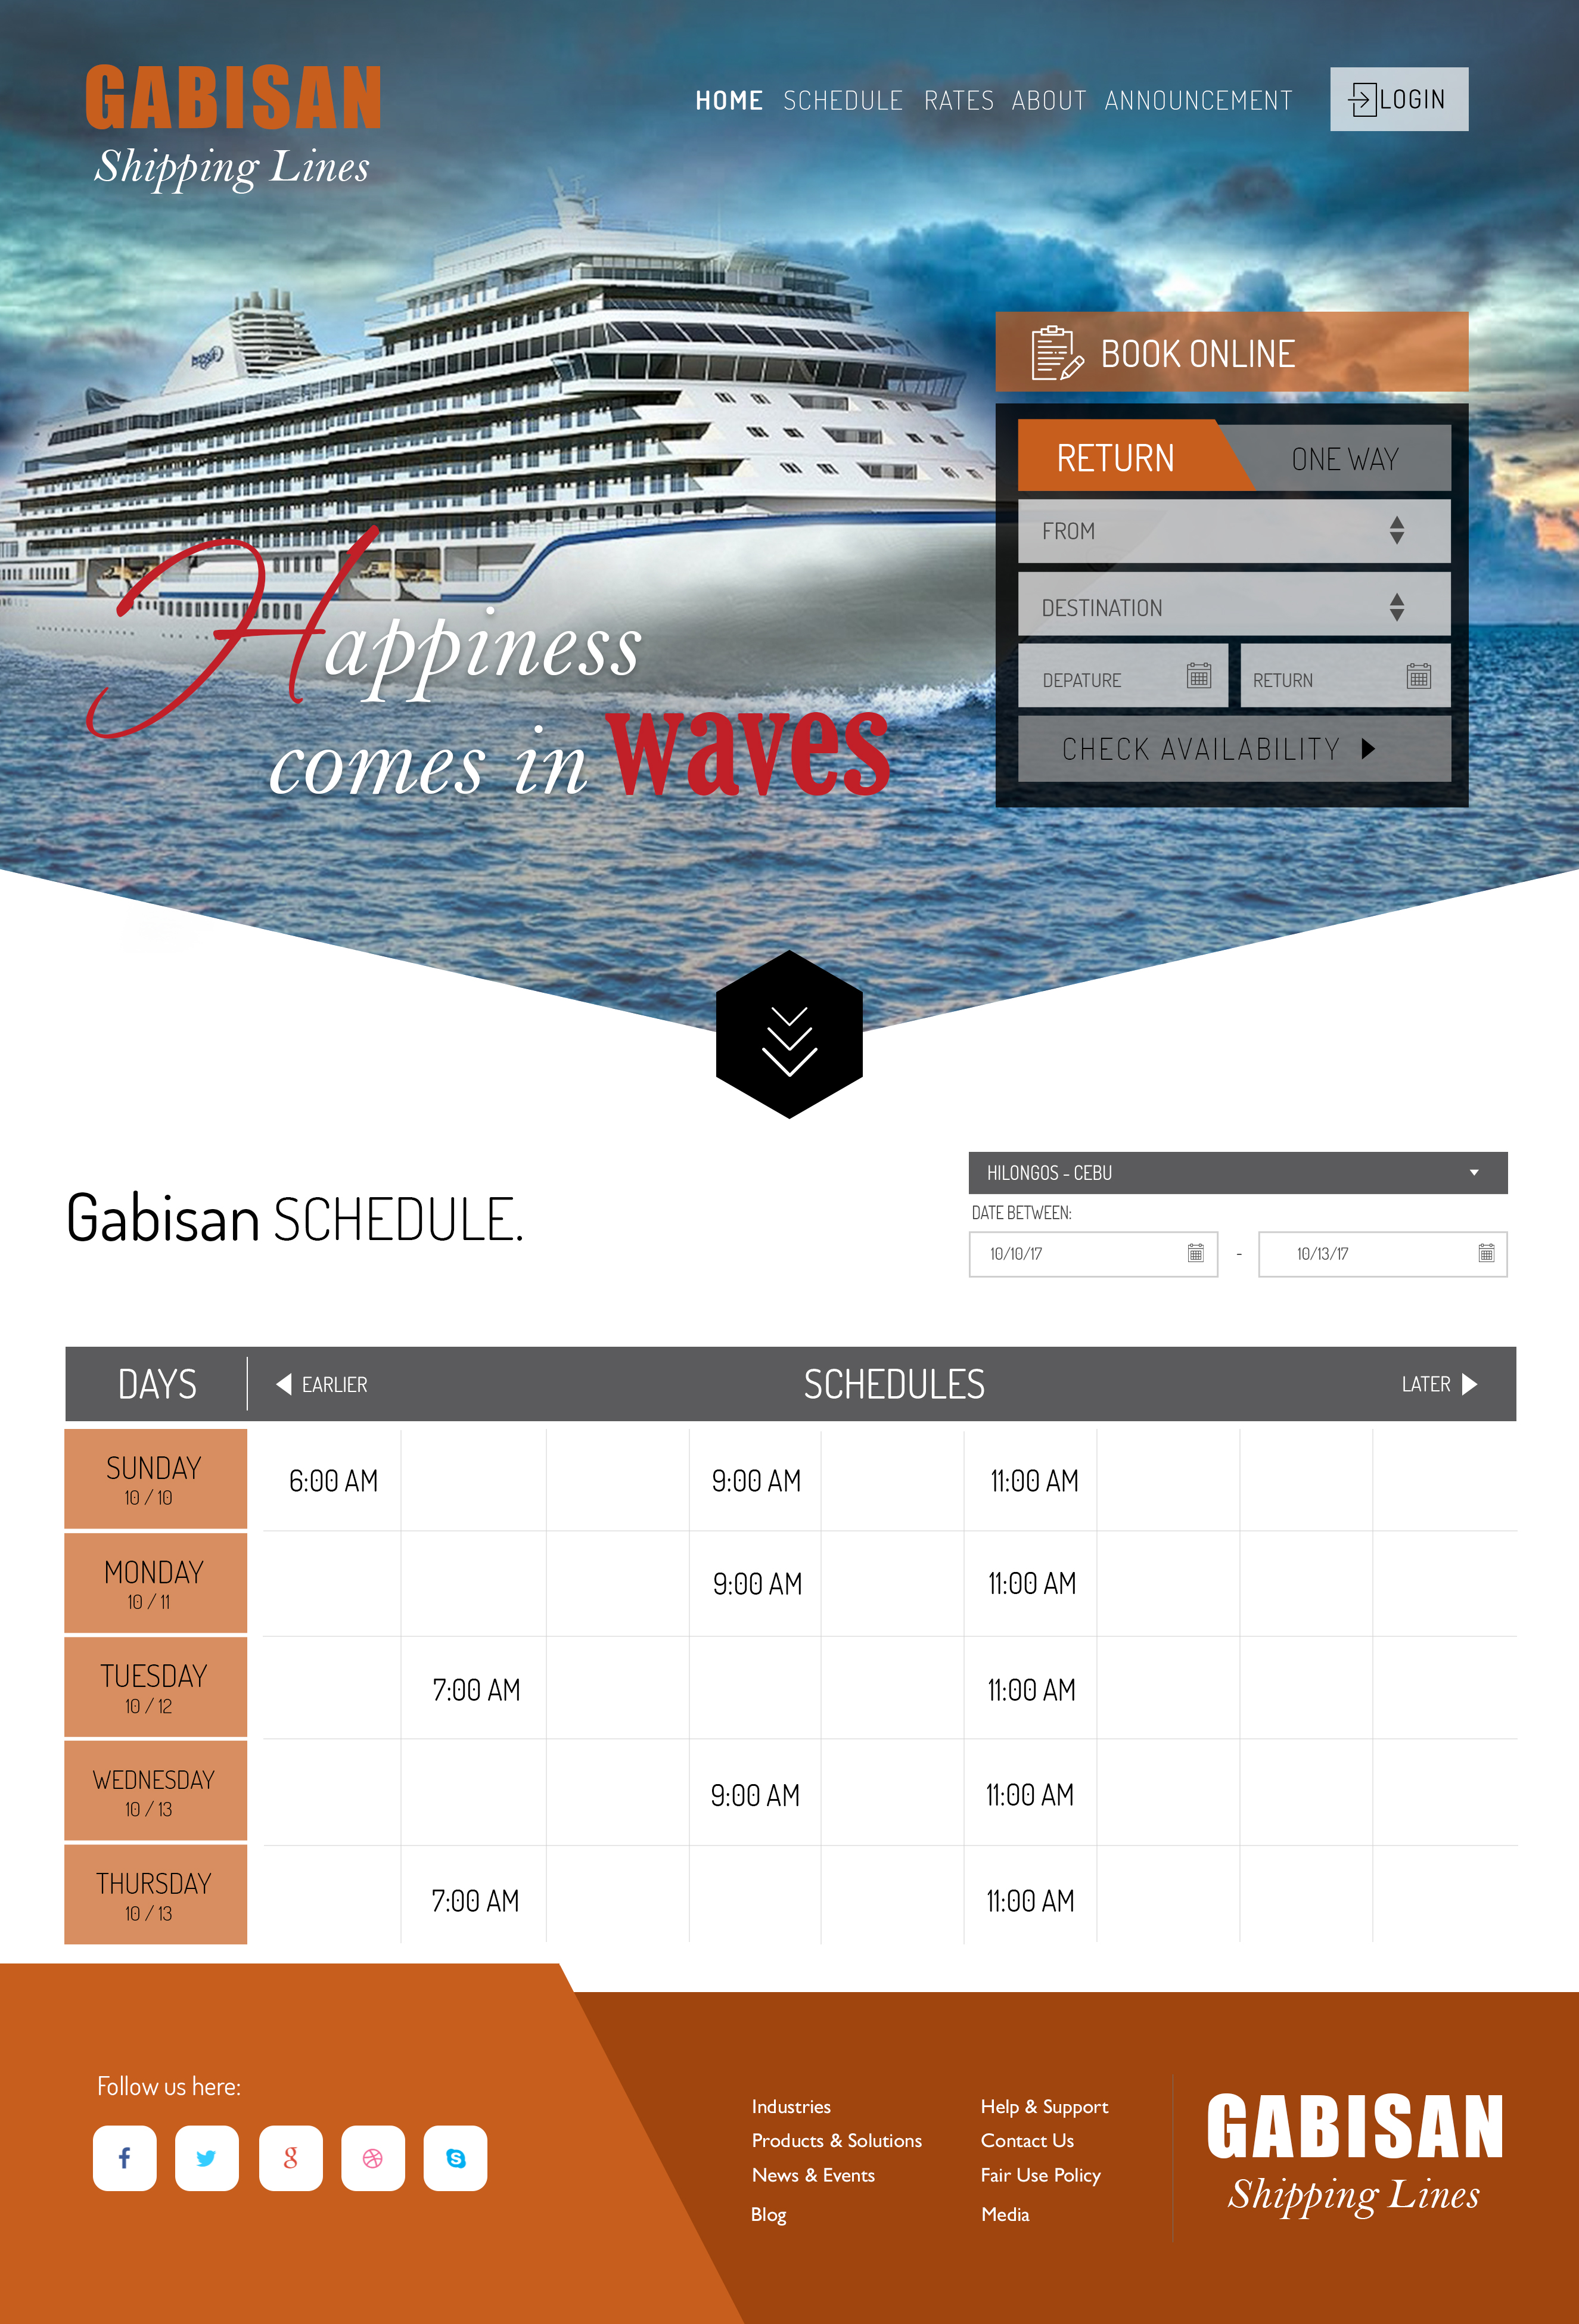 GABISAN
Shipping Lines
HOME SCHEDULE RATES ABOUT ANNOUNCEMENT LOGIN
BOOK ONLINE
RETURN ONE WAY
FROM
DESTINATION
DEPATURE RETURN
CHECK AVAILABILITY
Happiness
comes in waves
HILONGOS - CEBU
Gabisan SCHEDULE.
DATE BETWEEN:
10/10/17 - 10/13/17
DAYS EARLIER SCHEDULES LATER
SUNDAY
10 / 10
6:00 AM 9:00 AM 11:00 AM
MONDAY
10 / 11
9:00 AM 11:00 AM
TUESDAY
10 / 12
7:00 AM 11:00 AM
WEDNESDAY
10 / 13
9:00 AM 11:00 AM
THURSDAY
10 / 13
7:00 AM 11:00 AM
Follow us here:
Industries
Products & Solutions
News & Events
Blog
Help & Support
Contact Us
Fair Use Policy
Media
GABISAN
Shipping Lines